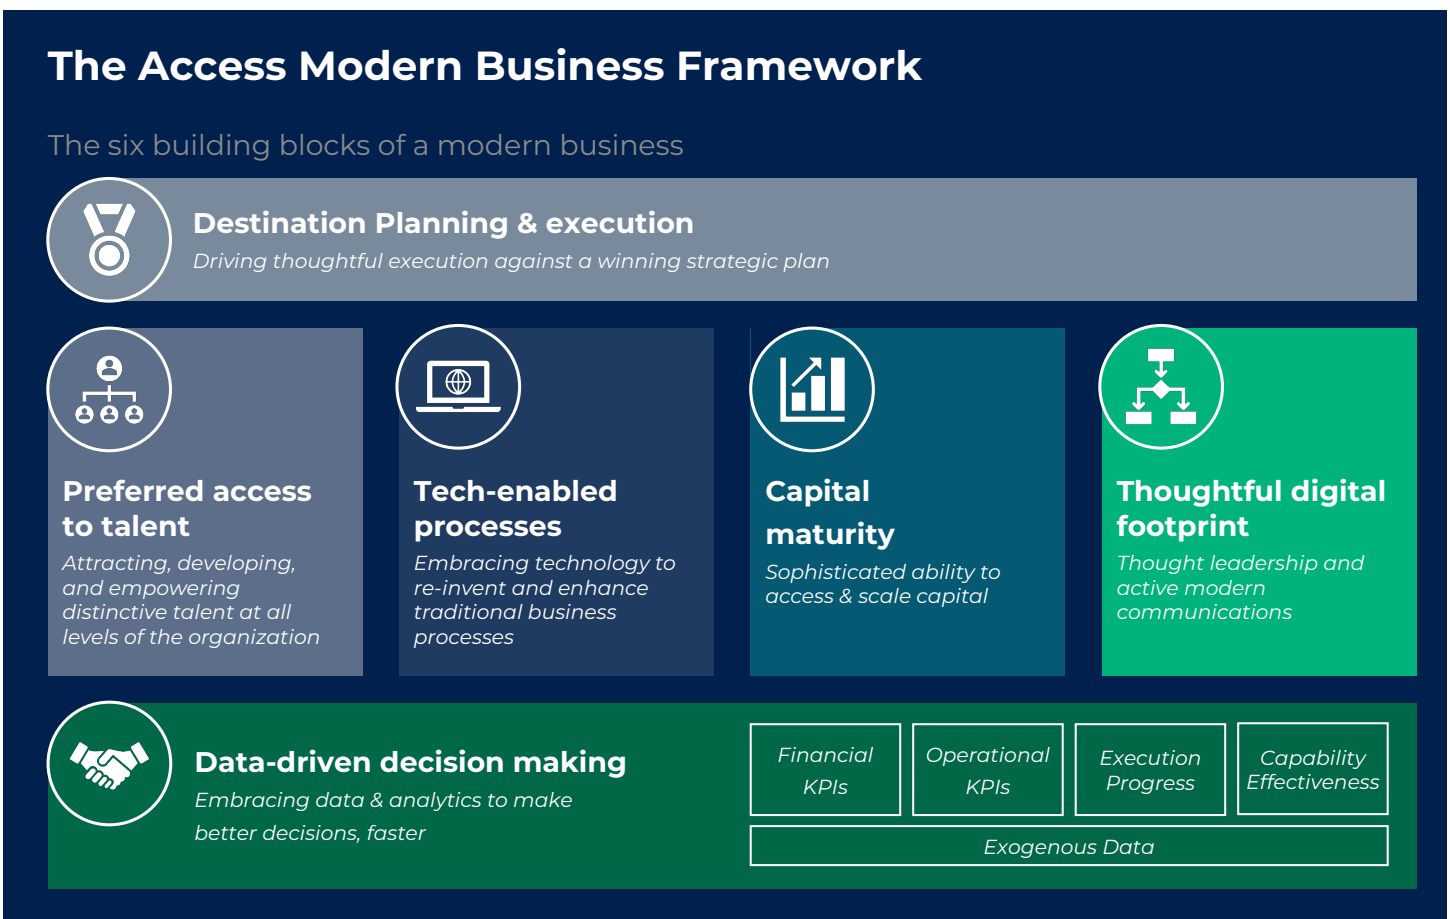 The Access Modern Business Framework
The six building blocks of a modern business
Destination Planning & execution
Driving thoughtful execution against a winning strategic plan
Preferred access
to talent
Attracting, developing,
and empowering
distinctive talent at all
levels of the organization
Tech-enabled
processes
Embracing technology to
re-invent and enhance
traditional business
processes
Capital
maturity
Sophisticated ability to
access & scale capital
Thoughtful digital
footprint
Thought leadership and
active modern
communications
Data-driven decision making
Embracing data & analytics to make
better decisions, faster
Financial
KPIs
Operational
KPIs
Execution
Progress
Capability
Effectiveness
Exogenous Data